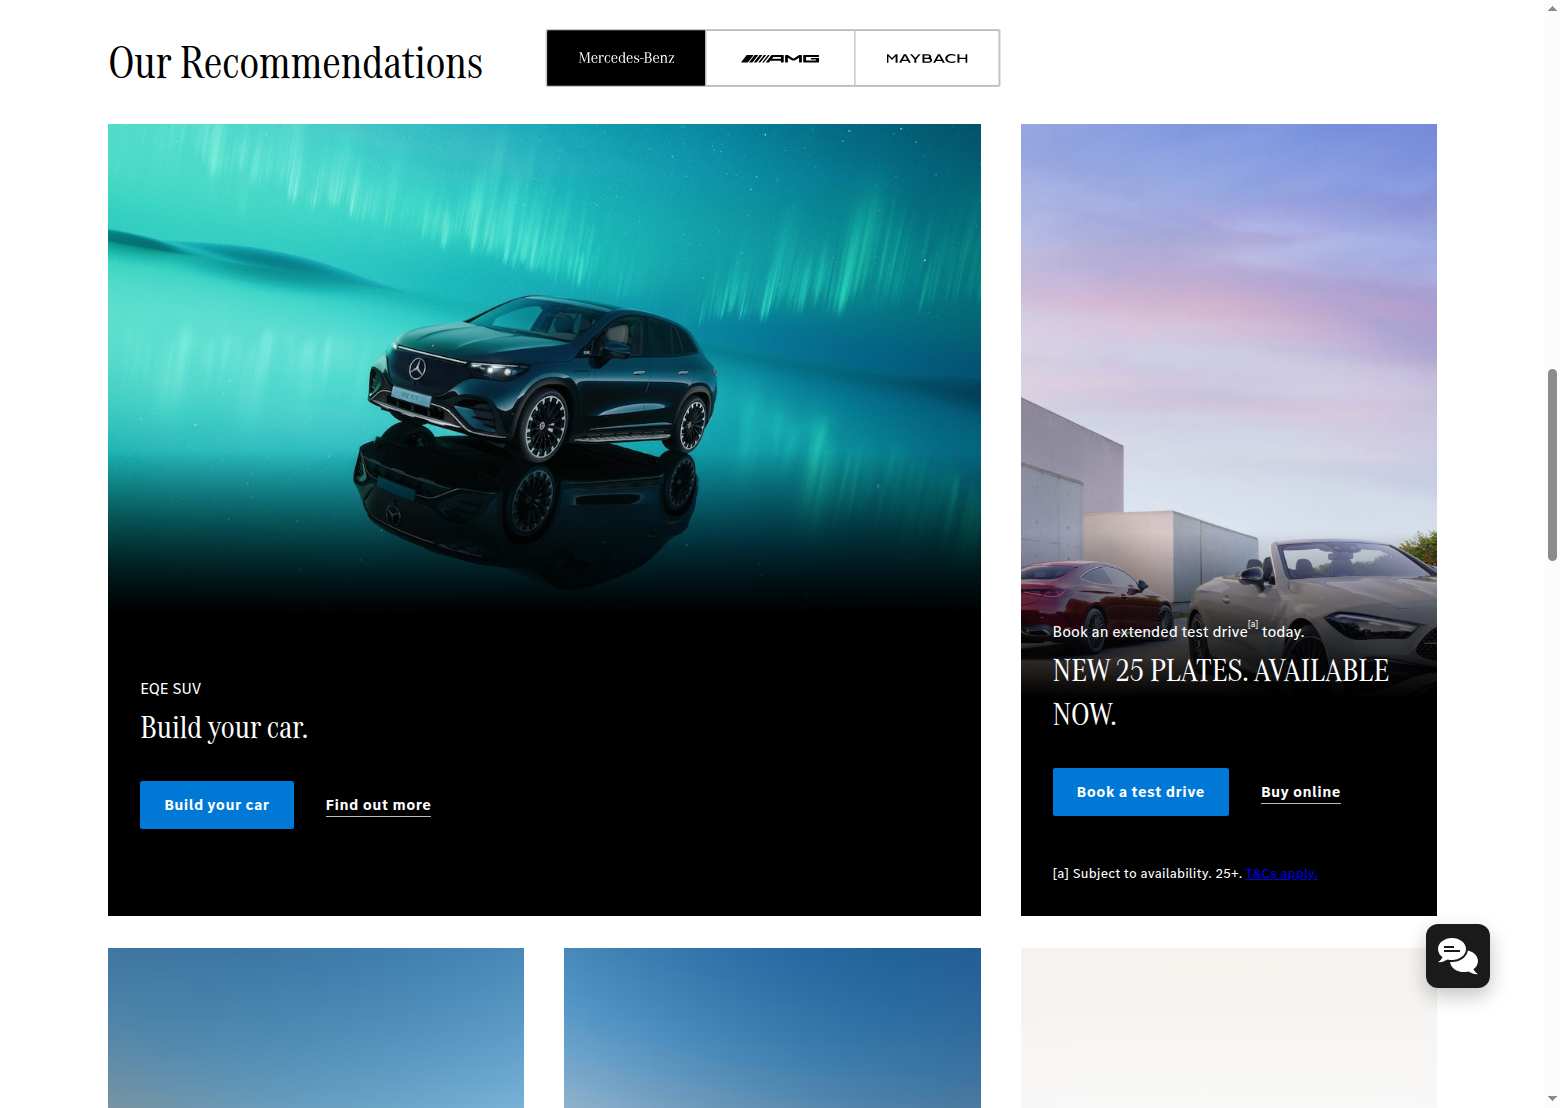 Our Recommendations
Mercedes-Benz
AMG
MAYBACH
EQE SUV
Build your car.
Build your car
Find out more
Book an extended test drive[a] today.
NEW 25 PLATES. AVAILABLE
NOW.
Book a test drive
Buy online
[a] Subject to availability. 25+. T&Cs apply.